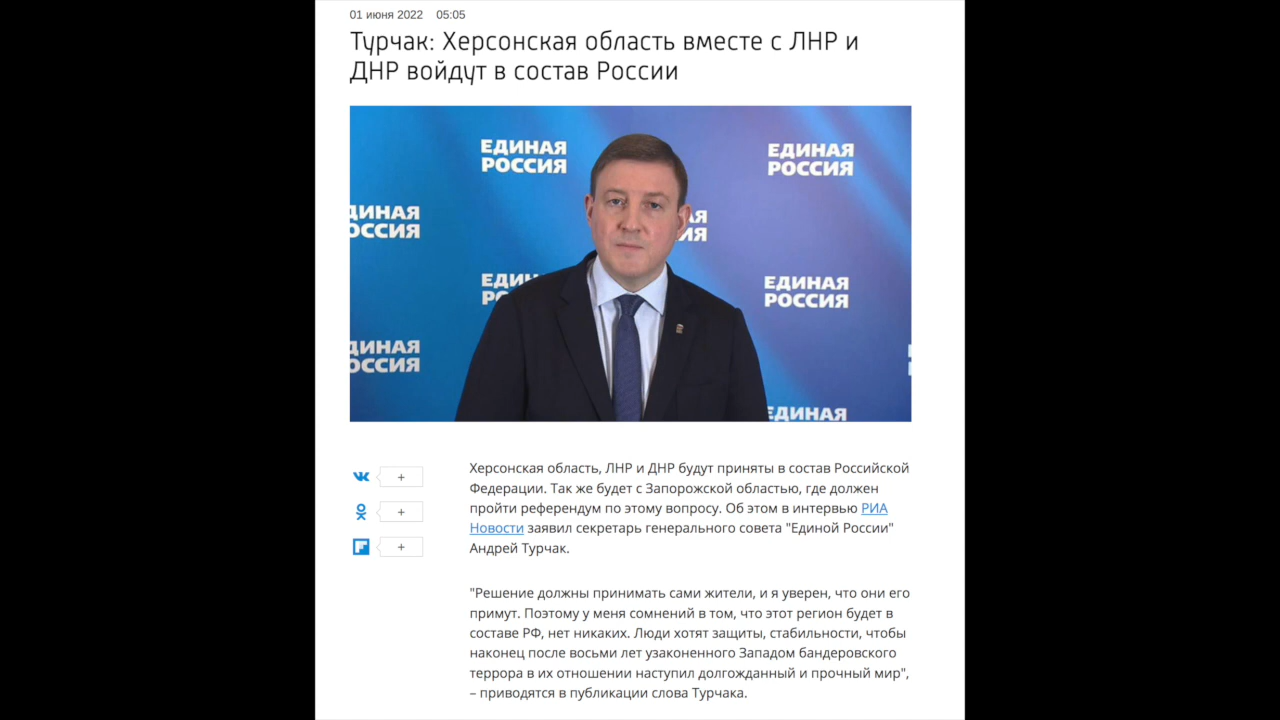 01 июня 2022 05:05
Турчак: Херсонская область вместе с ЛНР и
ДНР войдут в состав России
ЕДИНАЯ
РОССИЯ
ЕДИНАЯ
РОССИЯ
ЕДИНАЯ
РОССИЯ
ЕДИНАЯ
РОССИЯ
ЕДИНАЯ
Херсонская область, ЛНР и ДНР будут приняты в состав Российской
Федерации. Так же будет с Запорожской областью, где должен
пройти референдум по этому вопросу. Об этом в интервью РИА
Новости заявил секретарь генерального совета "Единой России"
Андрей Турчак.
"Решение должны принимать сами жители, и я уверен, что они его
примут. Поэтому у меня сомнений в том, что этот регион будет в
составе РФ, нет никаких. Люди хотят защиты, стабильности, чтобы
наконец после восьми лет узаконенного Западом бандеровского
террора в их отношении наступил долгожданный и прочный мир",
– приводятся в публикации слова Турчака.